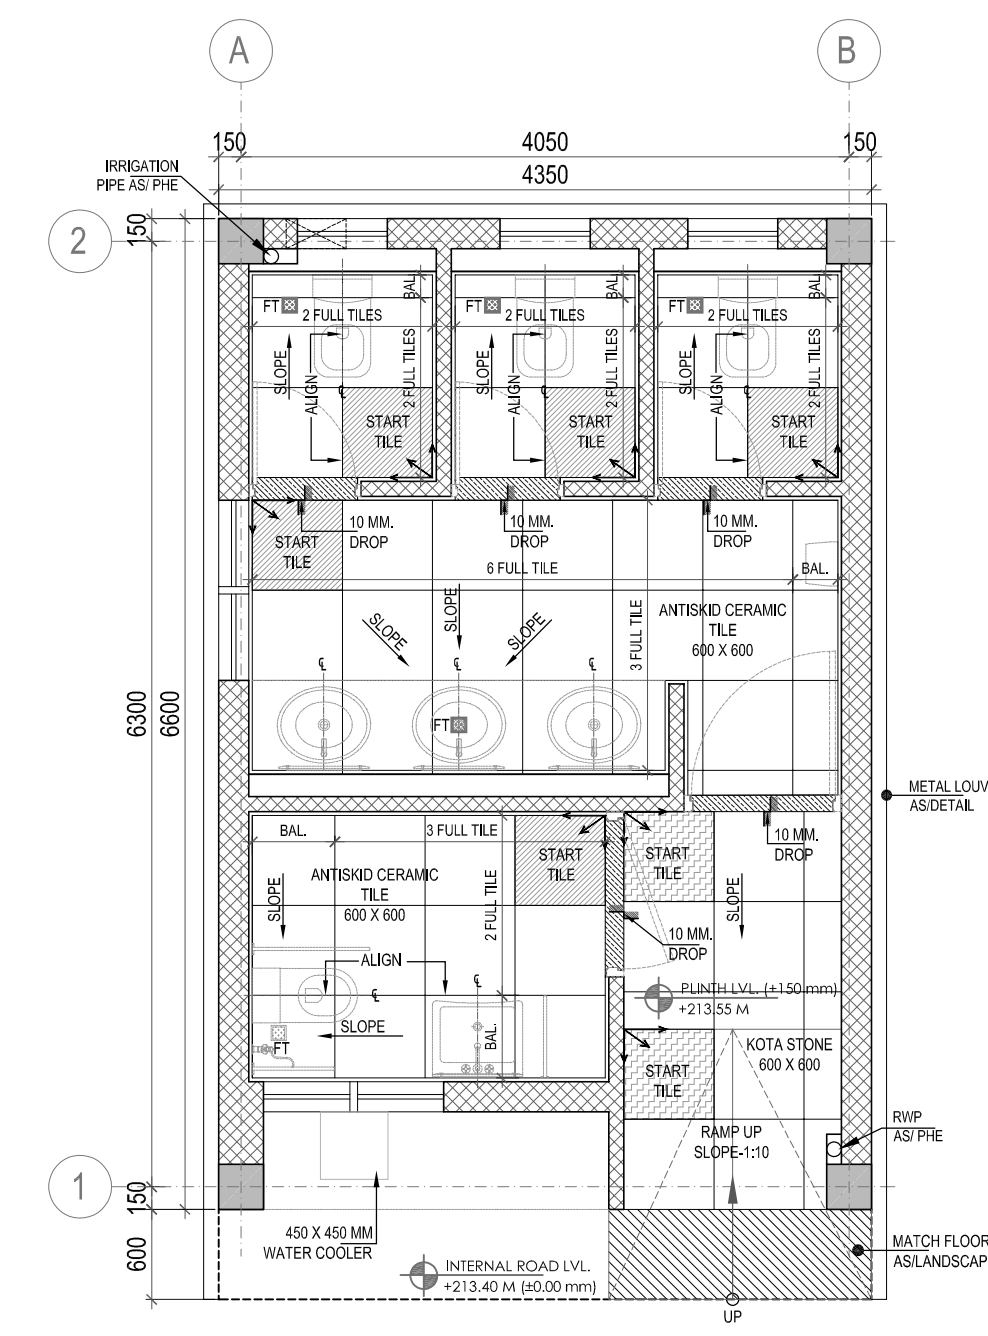 A
B
150
4050
150
4350
IRRIGATION
PIPE AS/ PHE
2
150
BAL.
BAL.
BAL.
FT
FT
FT
2 FULL TILES
2 FULL TILES
2 FULL TILES
SLOPE
ALIGN
2 FULL TILES
SLOPE
ALIGN
2 FULL TILES
SLOPE
ALIGN
2 FULL TILES
START
TILE
START
TILE
START
TILE
START
TILE
10 MM.
DROP
10 MM.
DROP
10 MM.
DROP
6 FULL TILE
BAL.
SLOPE
SLOPE
SLOPE
3 FULL TILE
ANTISKID CERAMIC
TILE
600 X 600
℄
℄
℄
FT
6300
6600
METAL LOUV
AS/DETAIL
BAL.
3 FULL TILE
START
TILE
START
TILE
10 MM.
DROP
ANTISKID CERAMIC
TILE
600 X 600
SLOPE
2 FULL TILE
SLOPE
10 MM.
DROP
ALIGN
℄
℄
PLINTH LVL. (+150 mm)
+213.55 M
SLOPE
BAL.
FT
KOTA STONE
600 X 600
START
TILE
RAMP UP
SLOPE-1:10
RWP
AS/ PHE
1
150
600
450 X 450 MM
WATER COOLER
MATCH FLOOR
AS/LANDSCAP
INTERNAL ROAD LVL.
+213.40 M (±0.00 mm)
UP